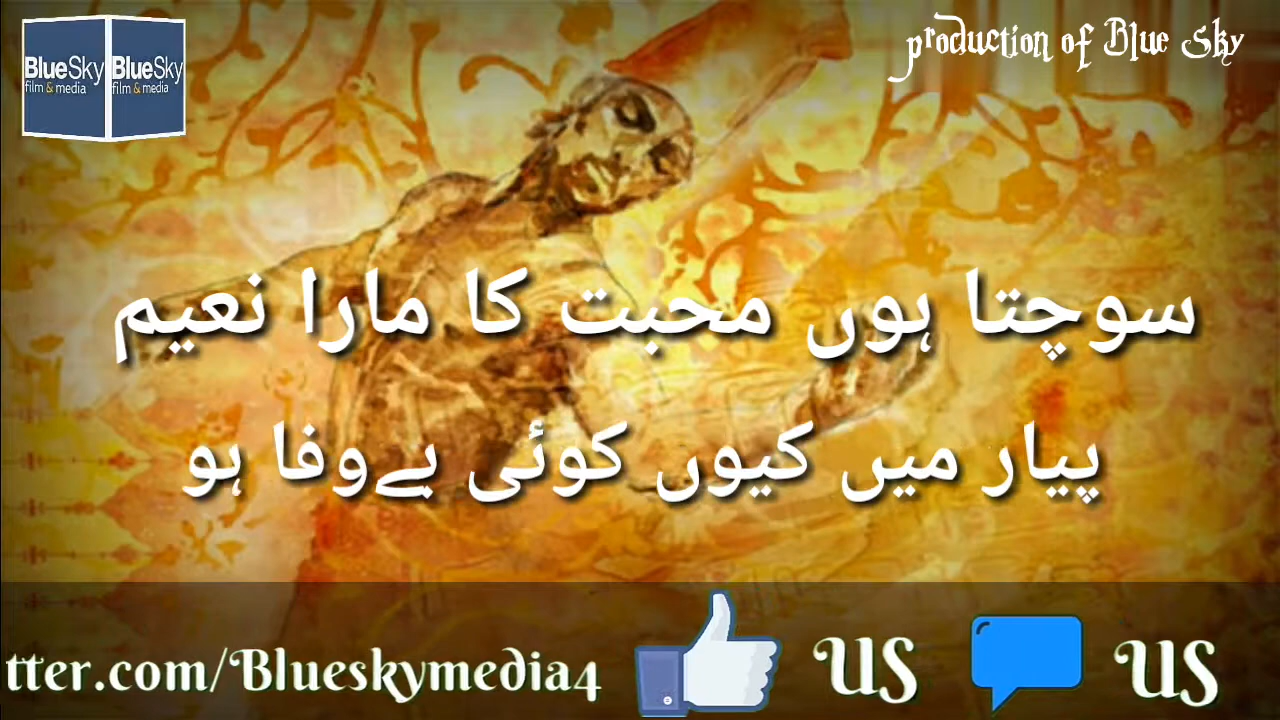 BlueSky BlueSky
film & media film & media
production of Blue Sky
سوچتا ہوں محبت کا مارا نعیم
پیار میں کیوں کوئی بےوفا ہو
tter.com/Blueskymedia4 US US